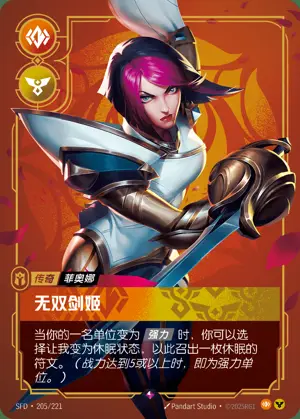 传奇 菲奥娜
无双剑姬
当你的一名单位变为 强力 时，你可以选
择让我变为休眠状态，以此召出一枚休眠的
符文。（战力达到5或以上时，即为强力单
位。）
SFD • 205/221
Pandart Studio